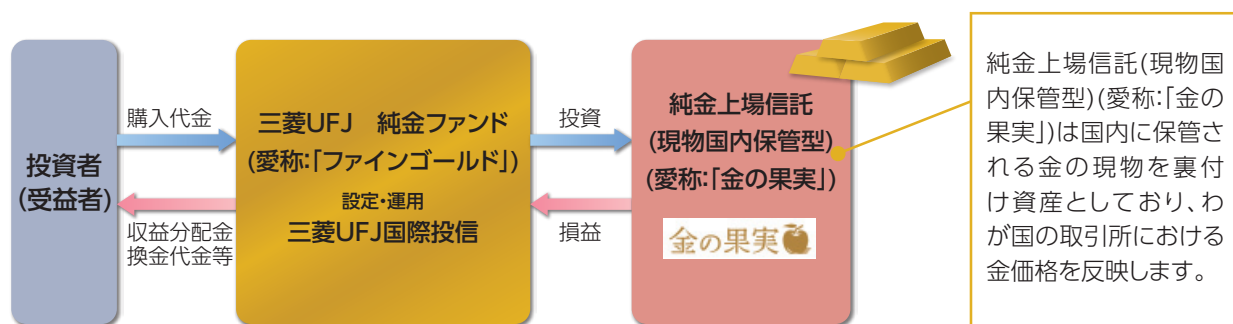 投資者
(受益者)
購入代金
収益分配金
換金代金等
三菱UFJ 純金ファンド
(愛称:「ファインゴールド」)
設定・運用
三菱UFJ国際投信
投資
損益
純金上場信託
(現物国内保管型)
(愛称:「金の果実」)
金の果実
純金上場信託(現物国
内保管型)(愛称:「金の
果実」)は国内に保管さ
れる金の現物を裏付
け資産としており、わ
が国の取引所における
金価格を反映します。